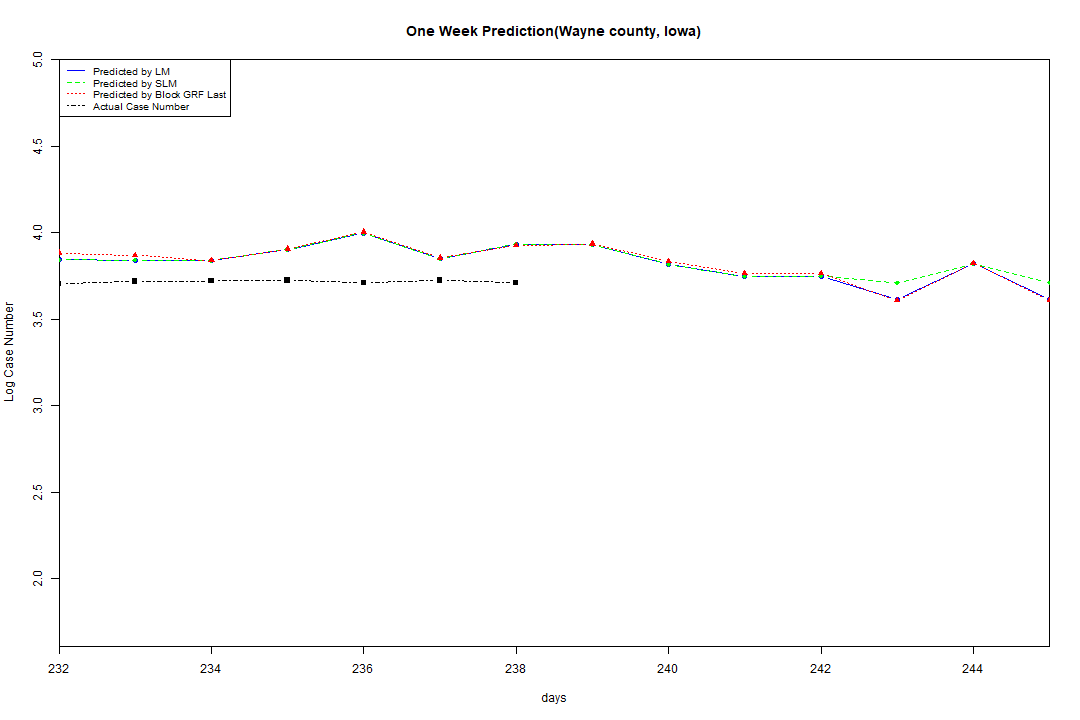 One Week Prediction(Wayne county, Iowa)
Predicted by LM
Predicted by SLM
Predicted by Block GRF Last
Actual Case Number
5.0
4.5
4.0
3.5
3.0
2.5
2.0
Log Case Number
232 234 236 238 240 242 244
days